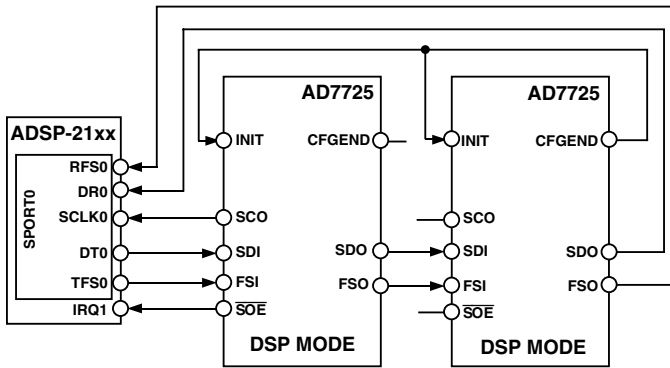 ADSP-21xx
SPORT0
RFS0
DR0
SCLK0
DT0
TFS0
IRQ1
AD7725
INIT
CFGEND
SCO
SDI
SDO
FSI
FSO
SOE
DSP MODE
AD7725
INIT
CFGEND
SCO
SDI
SDO
FSI
FSO
SOE
DSP MODE